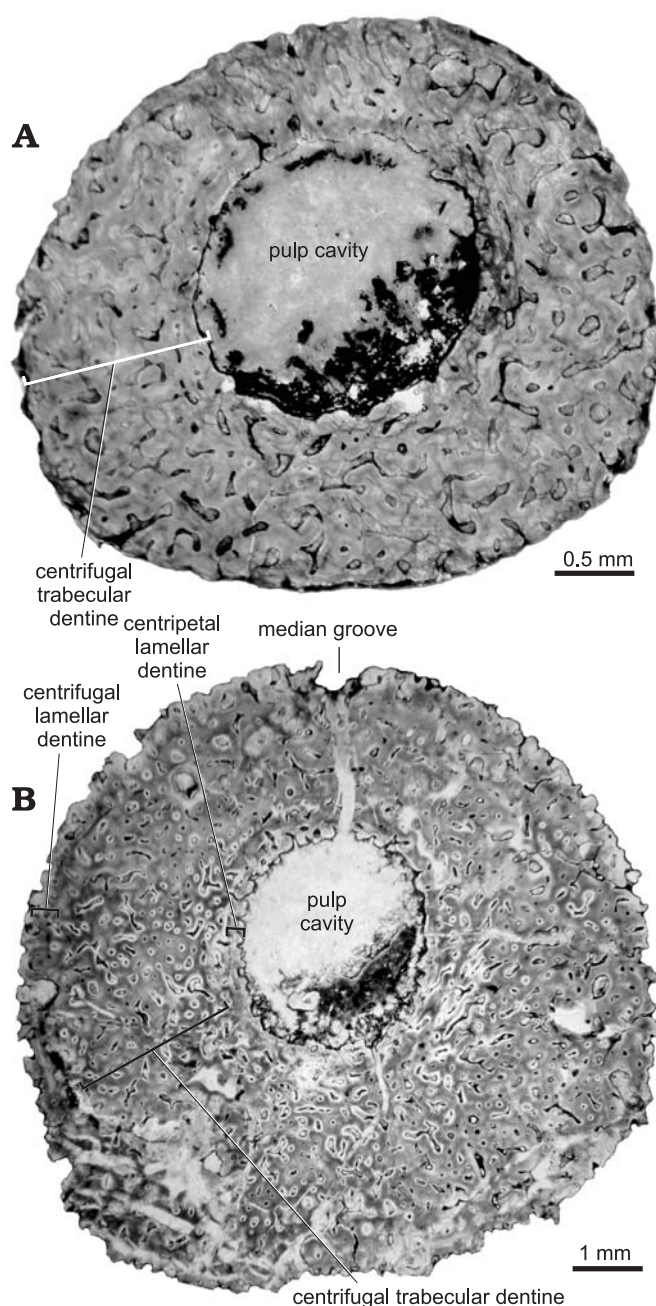 A
pulp cavity
0.5 mm
centrifugal
trabecular
dentine
centripetal
lamellar
dentine
median groove
centrifugal
lamellar
dentine
B
pulp
cavity
1 mm
centrifugal trabecular dentine